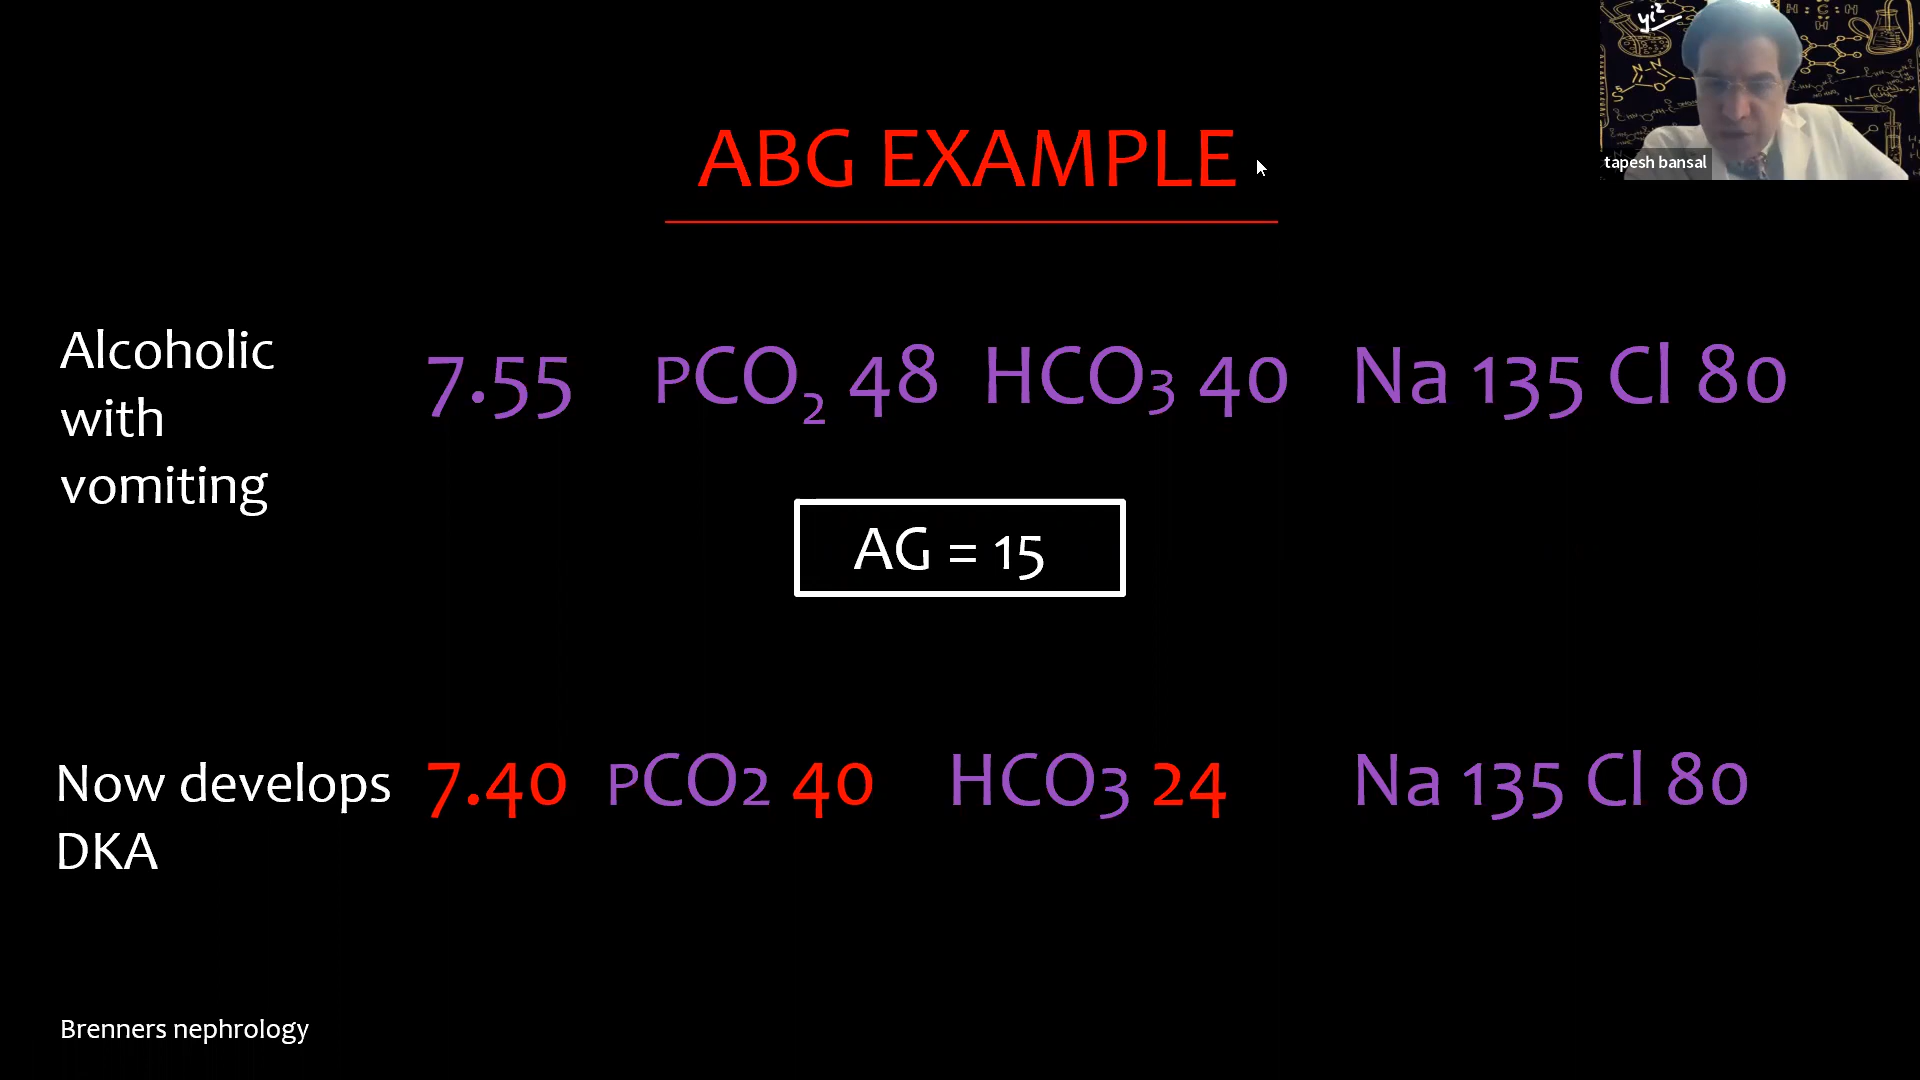 yi²
tapesh bansal
ABG EXAMPLE
Alcoholic
with
vomiting
7.55 PCO₂ 48 HCO3 40 Na 135 Cl 80
AG = 15
Now develops
DKA
7.40 PCO2 40 HCO3 24 Na 135 Cl 80
Brenners nephrology